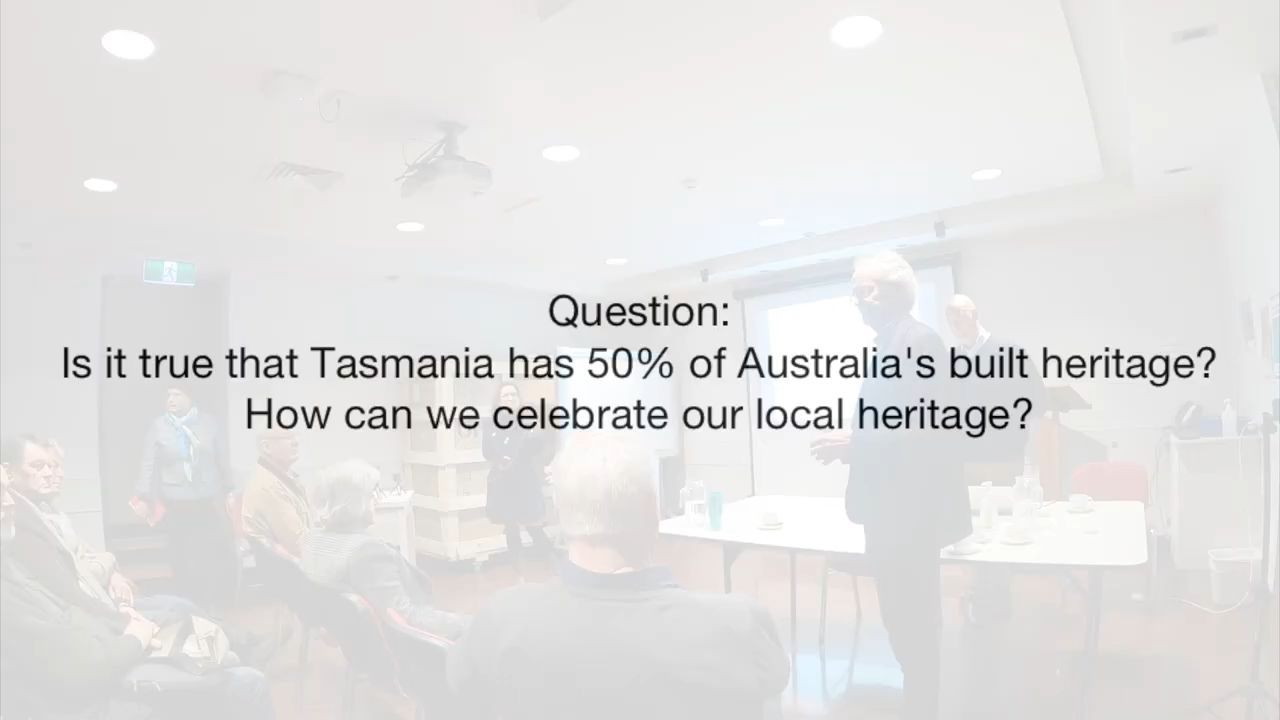 Question:
Is it true that Tasmania has 50% of Australia's built heritage?
How can we celebrate our local heritage?